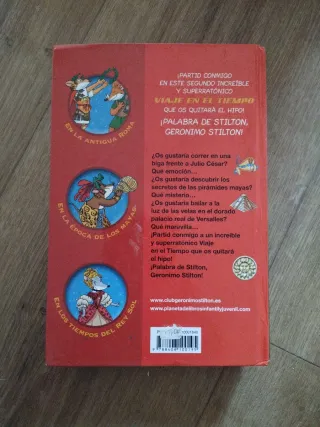 ¡PARTID CONMIGO
EN ESTE SEGUNDO INCREÍBLE
Y SUPERRATÓNICO
VIAJE EN EL TIEMPO
QUE OS QUITARÁ EL HIPO!
¡PALABRA DE STILTON,
GERONIMO STILTON!
EN LA ANTIGUA ROMA
¿Os gustaría correr en una
triga frente a Julio César?
Qué emoción...
¿Os gustaría descubrir los
secretos de las pirámides mayas?
Qué misterio...
¿Os gustaría bailar a la
luz de las velas en el dorado
palacio real de Versalles?
Qué maravilla...
¡Partid conmigo a un increíble
y superratónico Viaje
en el Tiempo que os quitará
el hipo!
¡Palabra de Stilton,
Geronimo Stilton!
EN LA ÉPOCA DE LOS MAYAS
EN LOS TIEMPOS DEL REY SOL
www.clubgeronimostilton.es
www.planetadelibrosinfantilyjuvenil.com